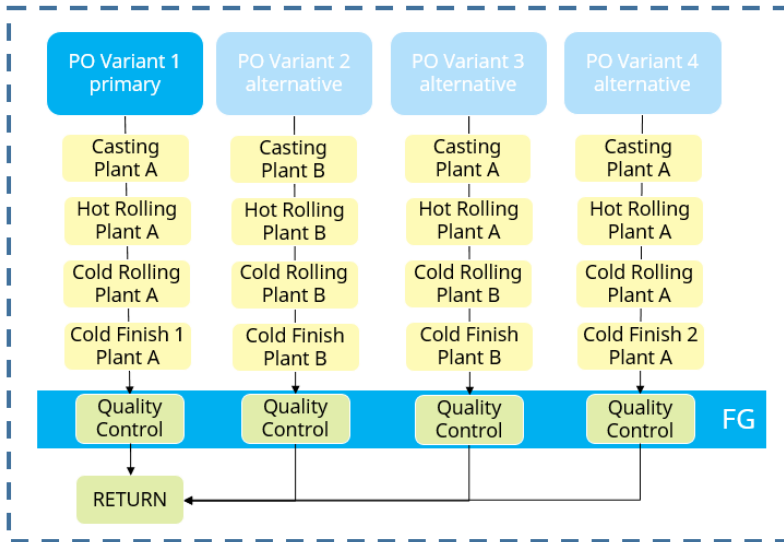 PO Variant 1
primary
PO Variant 2
alternative
PO Variant 3
alternative
PO Variant 4
alternative
Casting
Plant A
Casting
Plant B
Casting
Plant A
Casting
Plant A
Hot Rolling
Plant A
Hot Rolling
Plant B
Hot Rolling
Plant A
Hot Rolling
Plant A
Cold Rolling
Plant A
Cold Rolling
Plant B
Cold Rolling
Plant B
Cold Rolling
Plant A
Cold Finish 1
Plant A
Cold Finish
Plant B
Cold Finish
Plant B
Cold Finish 2
Plant A
Quality
Control
Quality
Control
Quality
Control
Quality
Control
FG
RETURN